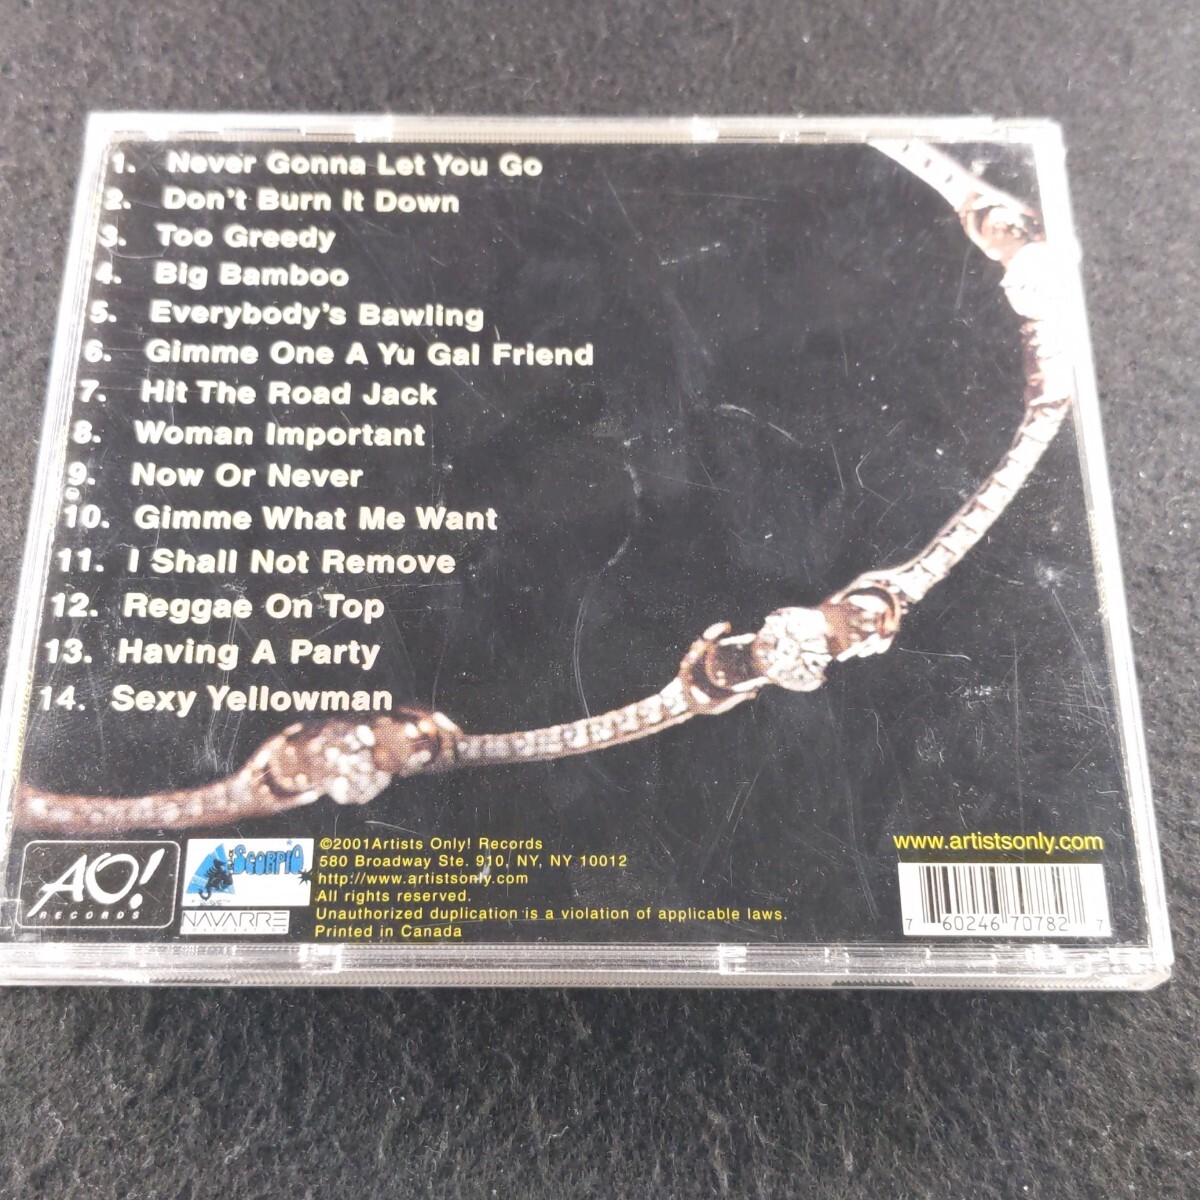 1. Never Gonna Let You Go
2. Don't Burn It Down
3. Too Greedy
4. Big Bamboo
5. Everybody's Bawling
6. Gimme One A Yu Gal Friend
7. Hit The Road Jack
8. Woman Important
9. Now Or Never
10. Gimme What Me Want
11. I Shall Not Remove
12. Reggae On Top
13. Having A Party
14. Sexy Yellowman
AO!
RECORDS
SCORPIO
NAVARRE
©2001Artists Only! Records
580 Broadway Ste. 910, NY, NY 10012
http://www.artistsonly.com
All rights reserved.
Unauthorized duplication is a violation of applicable laws.
Printed in Canada
www.artistsonly.com
7 60246 70782 7